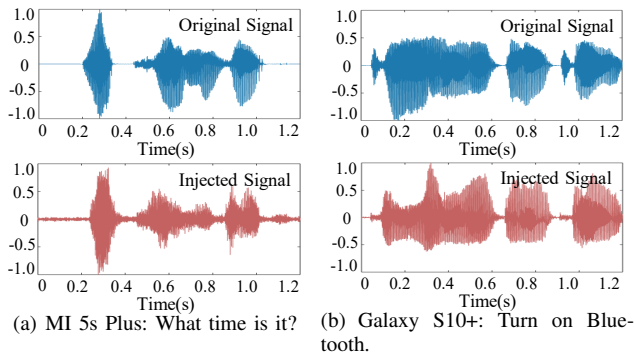 Original Signal
1.0
0.5
0
-0.5
-1.0
0 0.2 0.4 0.6 0.8 1.0 1.2
Time(s)
Injected Signal
1.0
0.5
0
-0.5
-1.0
0 0.2 0.4 0.6 0.8 1.0 1.2
Time(s)
(a) MI 5s Plus: What time is it?
Original Signal
1.0
0.5
0
-0.5
-1.0
0 0.2 0.4 0.6 0.8 1.0 1.2
Time(s)
Injected Signal
1.0
0.5
0
-0.5
-1.0
0 0.2 0.4 0.6 0.8 1.0 1.2
Time(s)
(b) Galaxy S10+: Turn on Blue-
tooth.